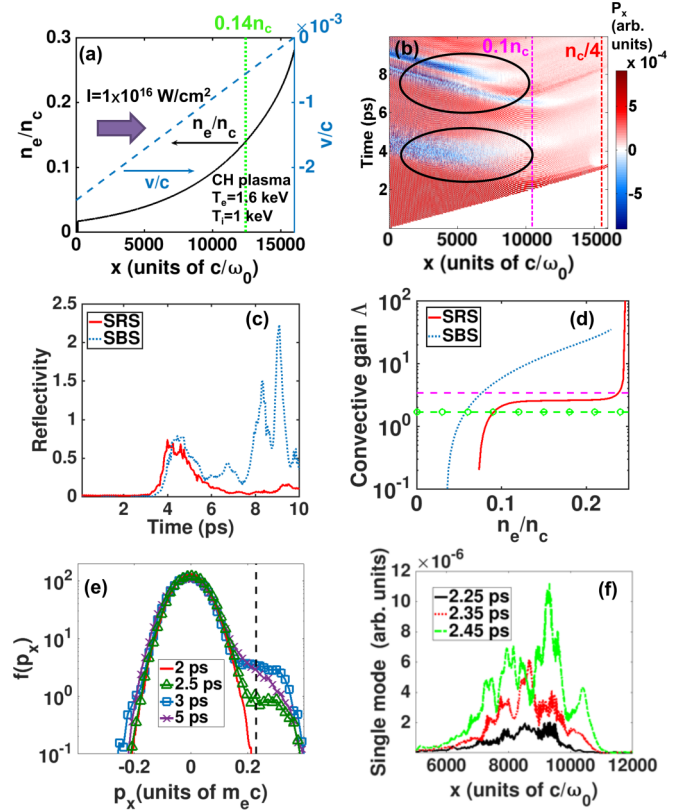 (a)
0.14n_c
×10^-3
0.3
0.2
0.1
0
n_e/n_c
I=1x10^16 W/cm^2
n_e/n_c
v/c
CH plasma
T_e=1.6 keV
T_i=1 keV
0
-1
-2
v/c
0
5000
10000
15000
x (units of c/ω_0)
(b)
0.1n_c
n_c/4
P_x
(arb.
units)
× 10^-4
8
6
4
2
Time (ps)
5
0
-5
0
5000
10000
15000
x (units of c/ω_0)
(c)
SRS
SBS
2.5
2
1.5
1
0.5
0
Reflectivity
2
4
6
8
10
Time (ps)
(d)
SRS
SBS
10^2
10^1
10^0
10^-1
Convective gain Λ
0
0.1
0.2
n_e/n_c
(e)
10^2
10^1
10^0
10^-1
f(p_x)
2 ps
2.5 ps
3 ps
5 ps
-0.2
0
0.2
p_x(units of m_e c)
(f)
× 10^-6
12
10
8
6
4
2
Single mode (arb. units)
2.25 ps
2.35 ps
2.45 ps
6000
8000
10000
12000
x (units of c/ω_0)